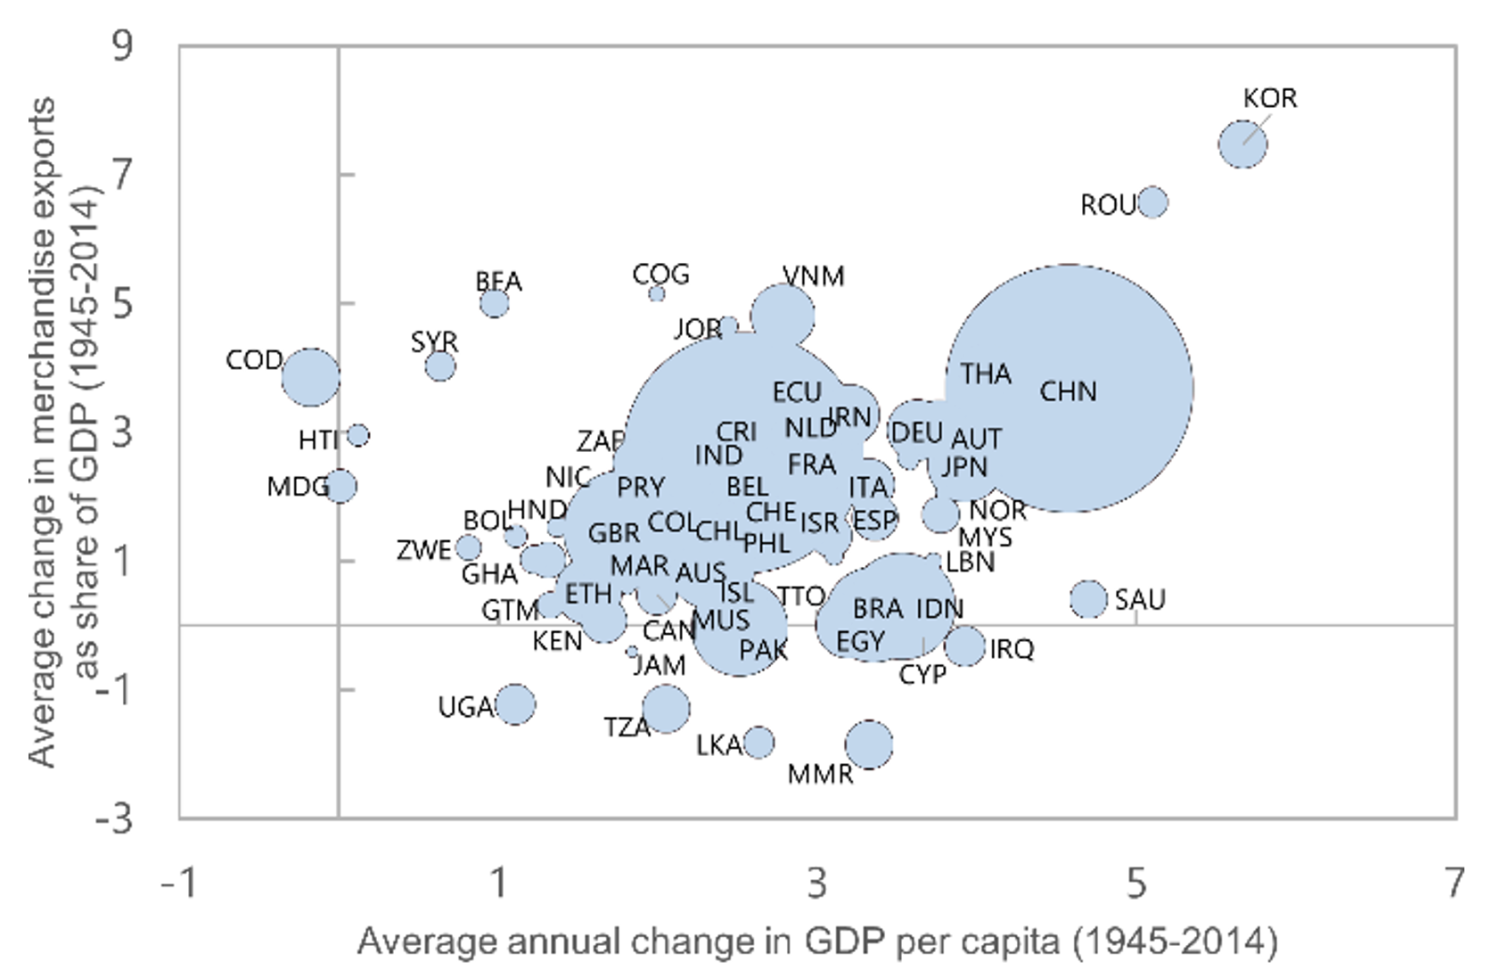 Average change in merchandise exports
as share of GDP (1945-2014)
9
7
5
3
1
-1
-3
KOR
ROU
BFA
COG
VNM
SYR
JOR
COD
THA
CHN
ECU
IRN
HTI
ZAF
CRI
NLD
DEU
AUT
IND
FRA
JPN
MDG
NIC
PRY
BEL
ITA
BOL
HND
COL
CHE
ISR
ESP
NOR
GBR
CHL
PHL
MYS
ZWE
GHA
MAR
AUS
LBN
ETH
ISL
TTO
GTM
MUS
BRA
IDN
SAU
KEN
CAN
PAK
EGY
IRQ
JAM
CYP
UGA
TZA
LKA
MMR
-1
1
3
5
7
Average annual change in GDP per capita (1945-2014)